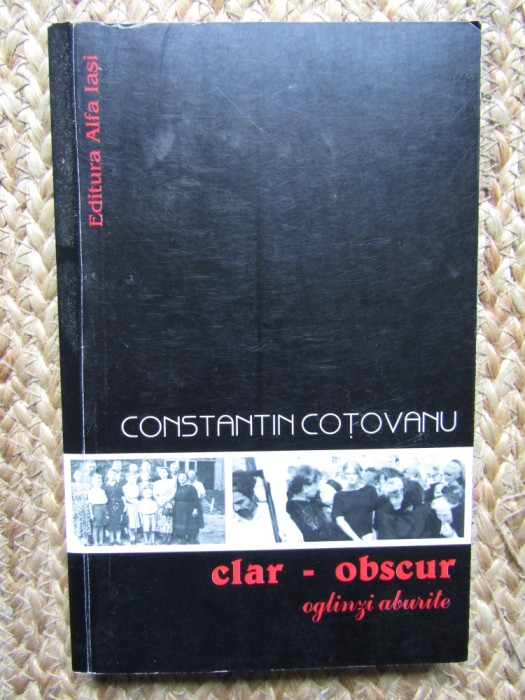 Editura Alfa Iași
CONSTANTIN COȚOVANU
clar - obscur
oglinzi aburite